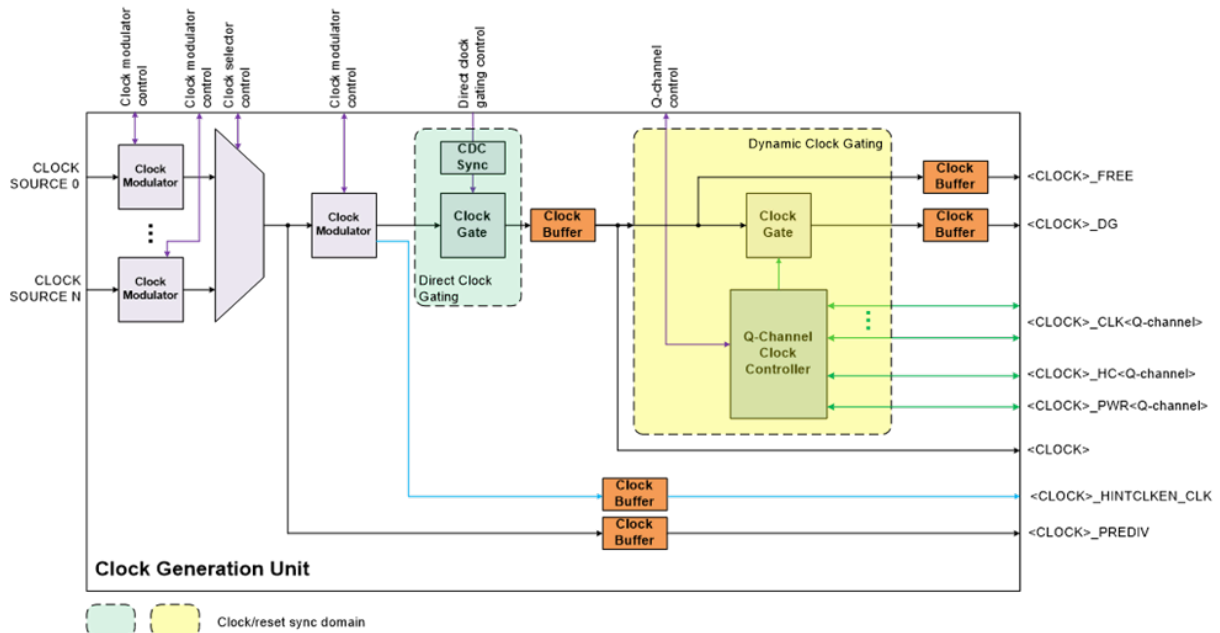 Clock modulator
control
Clock modulator
control
Clock selector
control
Clock modulator
control
Direct clock
gating control
Q-channel
control
CLOCK
SOURCE 0
Clock
Modulator
CLOCK
SOURCE N
Clock
Modulator
Clock
Modulator
CDC
Sync
Clock
Gate
Direct Clock
Gating
Clock
Buffer
Dynamic Clock Gating
Clock
Gate
Q-Channel
Clock
Controller
Clock
Buffer
<CLOCK>_FREE
Clock
Buffer
<CLOCK>_DG
<CLOCK>_CLK<Q-channel>
<CLOCK>_HC<Q-channel>
<CLOCK>_PWR<Q-channel>
<CLOCK>
Clock
Buffer
<CLOCK>_HINTCLKEN_CLK
Clock
Buffer
<CLOCK>_PREDIV
Clock Generation Unit
Clock/reset sync domain